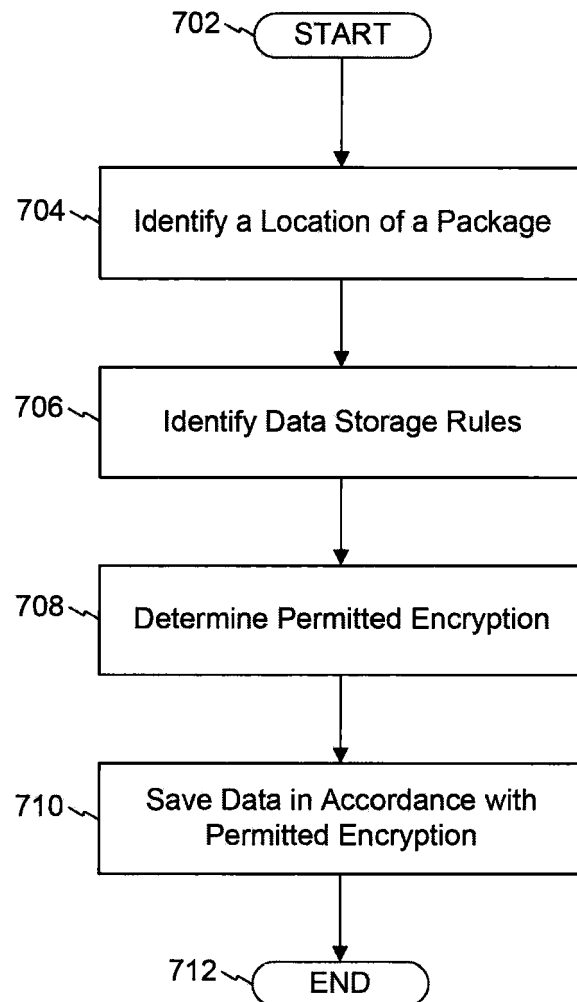 702 START
704 Identify a Location of a Package
706 Identify Data Storage Rules
708 Determine Permitted Encryption
710 Save Data in Accordance with
Permitted Encryption
712 END